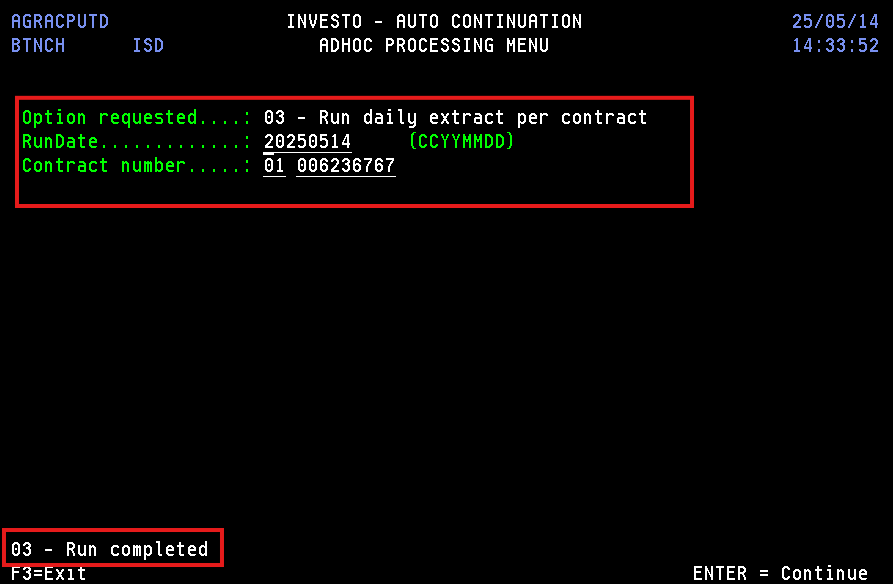 AGRACPUTD INVESTO - AUTO CONTINUATION 25/05/14
BTNCH ISD ADHOC PROCESSING MENU 14:33:52
Option requested....: 03 - Run daily extract per contract
RunDate.............: 20250514 (CCYYMMDD)
Contract number.....: 01 006236767
03 - Run completed
F3=Exit ENTER = Continue